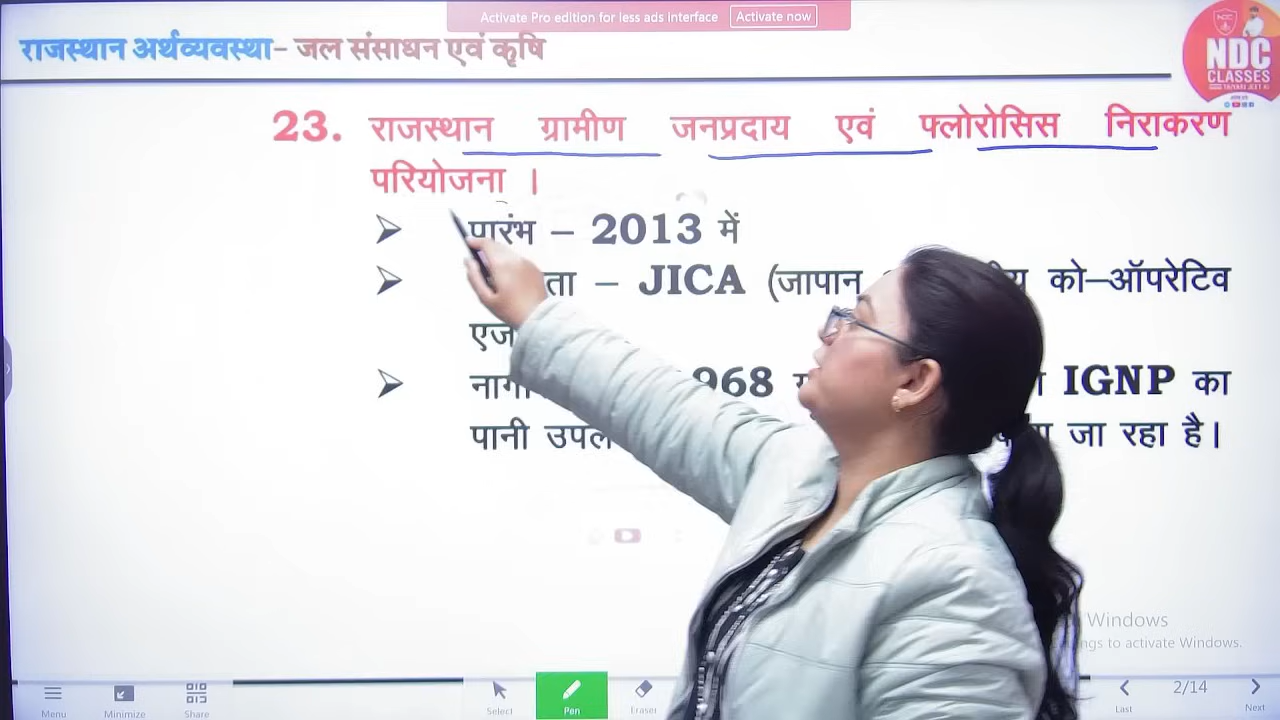 Activate Pro edition for less ads interface Activate now
राजस्थान अर्थव्यवस्था– जल संसाधन एवं कृषि
NDC
CLASSES
23. राजस्थान ग्रामीण जनप्रदाय एवं फ्लोरोसिस निराकरण
परियोजना ।
प्रारंभ – 2013 में
– JICA (जापान को–ऑपरेटिव
968 IGNP का
पानी जा रहा है।
Windows
to activate Windows.
Menu Minimize Share Select Pen Eraser Last 2/14 Next